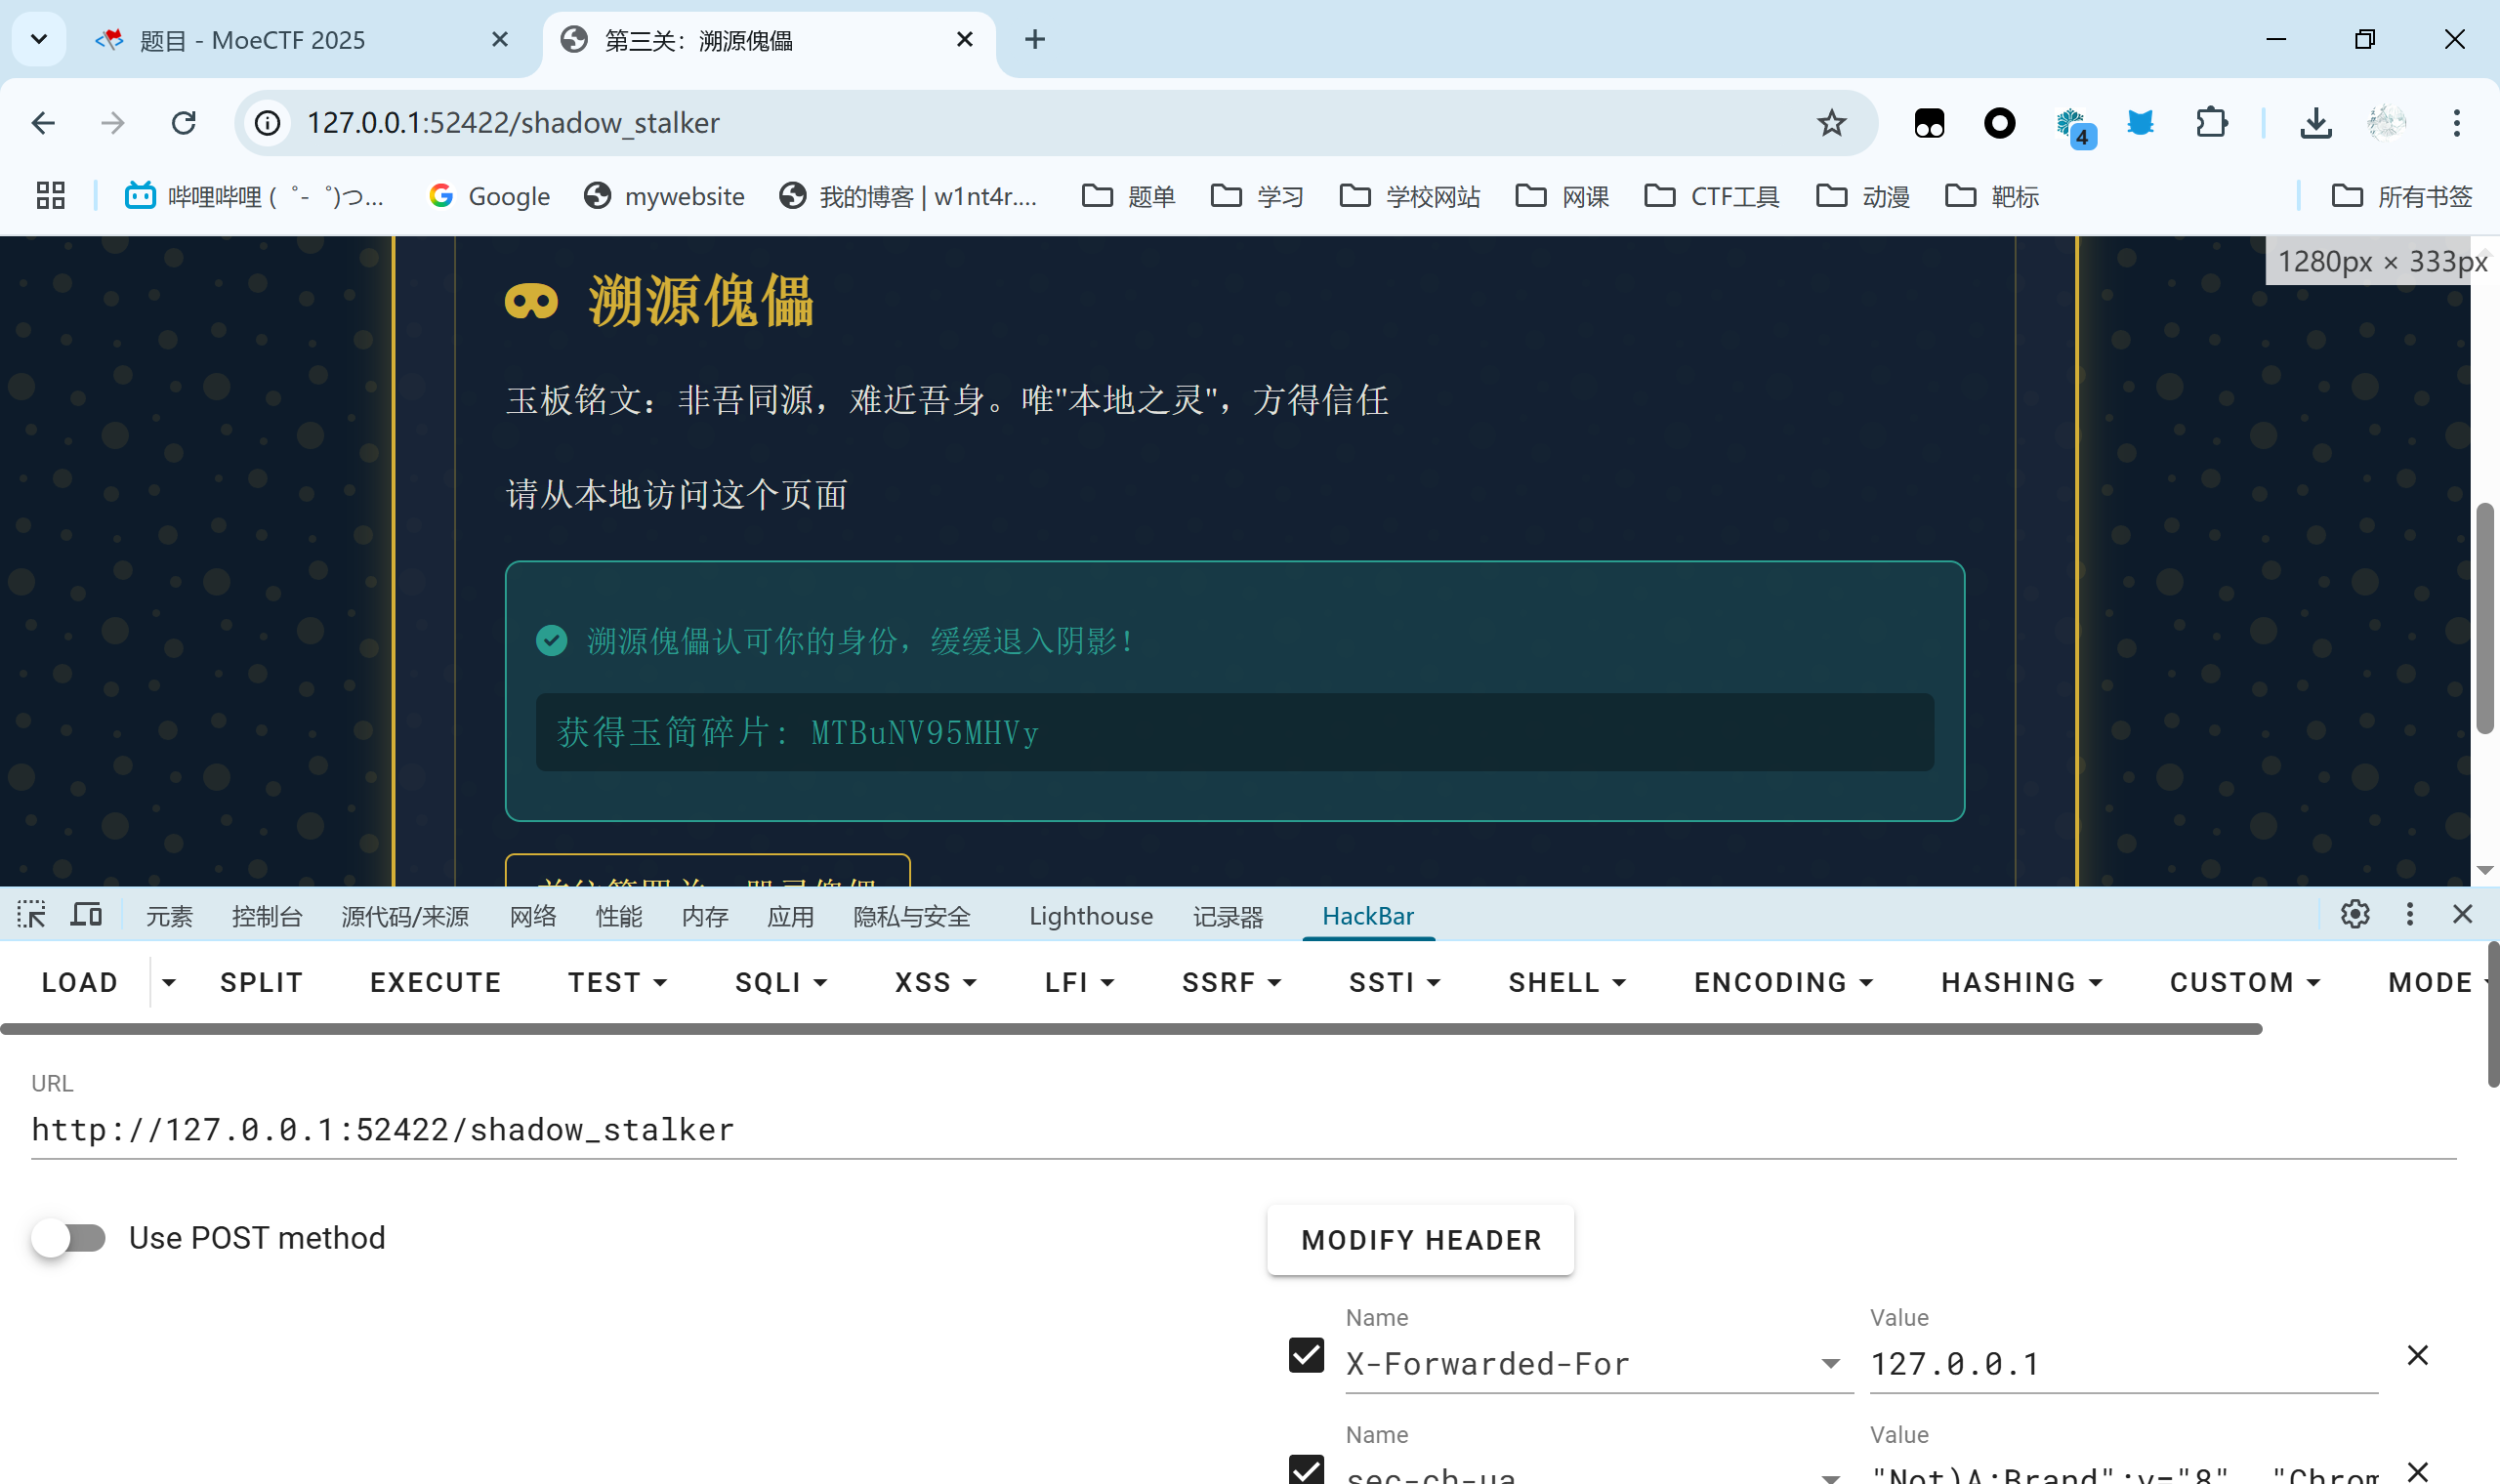 题目 - MoeCTF 2025
第三关：溯源傀儡
127.0.0.1:52422/shadow_stalker
4
哔哩哔哩 (゜-゜)つ...
Google
mywebsite
我的博客 | w1nt4r....
题单
学习
学校网站
网课
CTF工具
动漫
靶标
所有书签
1280px × 333px
溯源傀儡
玉板铭文：非吾同源，难近吾身。唯"本地之灵"，方得信任
请从本地访问这个页面
溯源傀儡认可你的身份，缓缓退入阴影！
获得玉简碎片: MTBuNV95MHVy
元素 控制台 源代码/来源 网络 性能 内存 应用 隐私与安全 Lighthouse 记录器 HackBar
LOAD SPLIT EXECUTE TEST SQLI XSS LFI SSRF SSTI SHELL ENCODING HASHING CUSTOM MODE
URL
http://127.0.0.1:52422/shadow_stalker
Use POST method
MODIFY HEADER
Name Value
X-Forwarded-For 127.0.0.1
Name Value
sec-ch-ua "Not)A;Brand";v="8", "Chrom